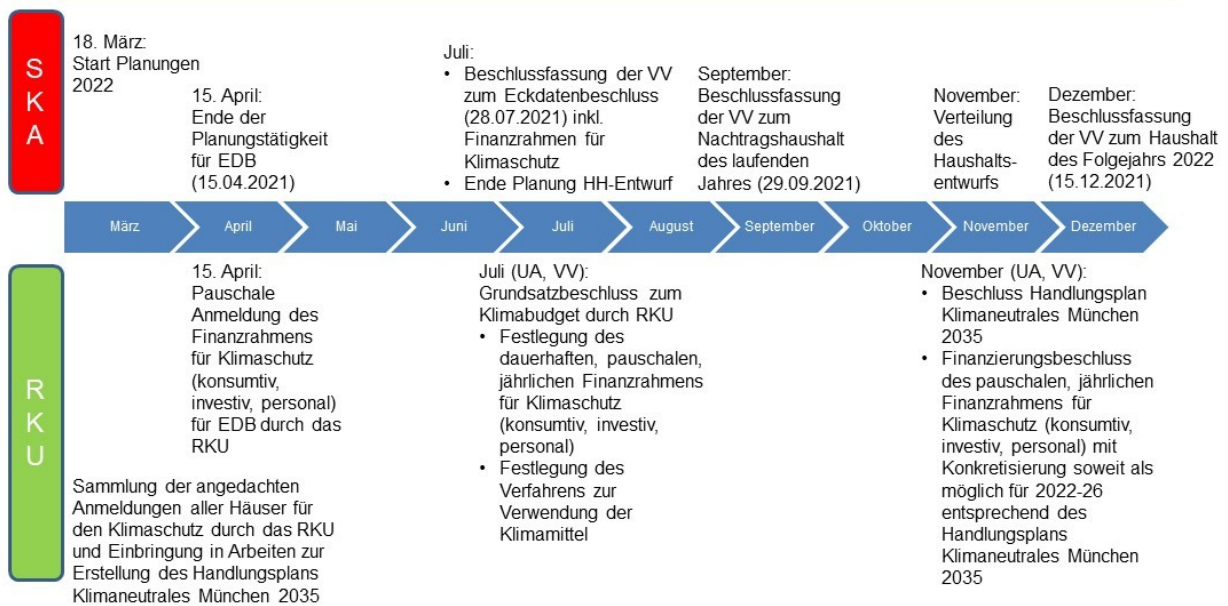 S
K
A
18. März:
Start Planungen
2022
15. April:
Ende der
Planungstätigkeit
für EDB
(15.04.2021)
Juli:
• Beschlussfassung der VV
zum Eckdatenbeschluss
(28.07.2021) inkl.
Finanzrahmen für
Klimaschutz
• Ende Planung HH-Entwurf
September:
Beschlussfassung
der VV zum
Nachtragshaushalt
des laufenden
Jahres (29.09.2021)
November:
Verteilung
des
Haushalts-
entwurfs
Dezember:
Beschlussfassung
der VV zum Haushalt
des Folgejahrs 2022
(15.12.2021)
März
April
Mai
Juni
Juli
August
September
Oktober
November
Dezember
R
K
U
15. April:
Pauschale
Anmeldung des
Finanzrahmens
für Klimaschutz
(konsumtiv,
investiv, personal)
für EDB durch das
RKU
Sammlung der angedachten
Anmeldungen aller Häuser für
den Klimaschutz durch das RKU
und Einbringung in Arbeiten zur
Erstellung des Handlungsplans
Klimaneutrales München 2035
Juli (UA, VV):
Grundsatzbeschluss zum
Klimabudget durch RKU
• Festlegung des
dauerhaften, pauschalen,
jährlichen Finanzrahmens
für Klimaschutz
(konsumtiv, investiv,
personal)
• Festlegung des
Verfahrens zur
Verwendung der
Klimamittel
November (UA, VV):
• Beschluss Handlungsplan
Klimaneutrales München
2035
• Finanzierungsbeschluss
des pauschalen, jährlichen
Finanzrahmens für
Klimaschutz (konsumtiv,
investiv, personal) mit
Konkretisierung soweit als
möglich für 2022-26
entsprechend des
Handlungsplans
Klimaneutrales München
2035